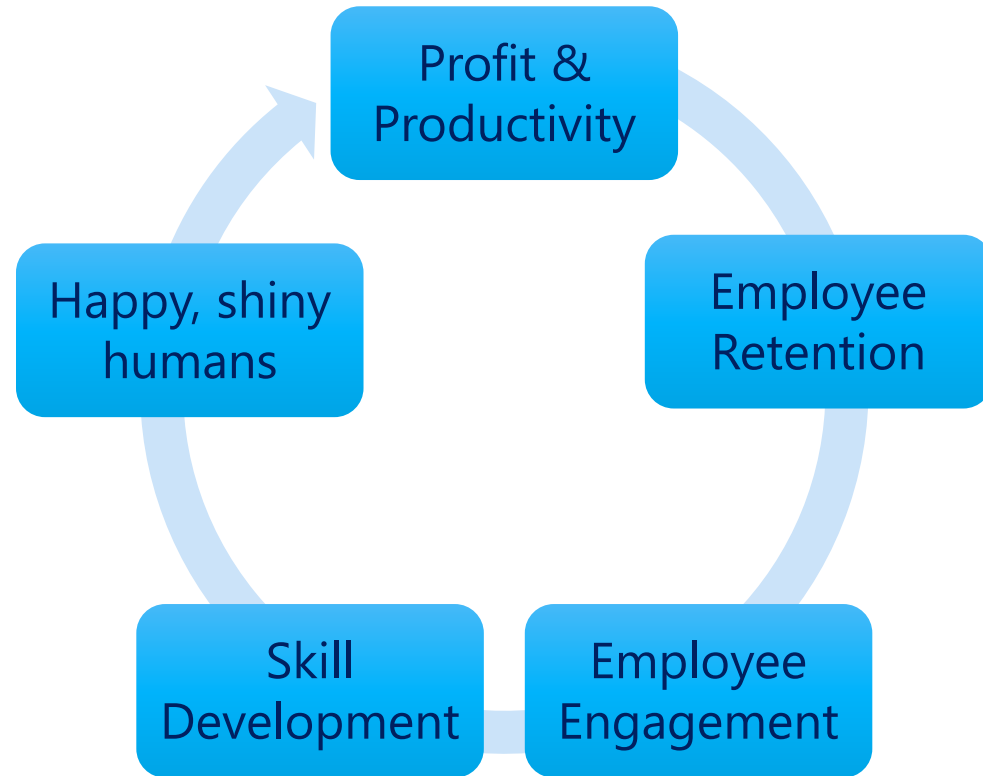 Profit &
Productivity
Employee
Retention
Employee
Engagement
Skill
Development
Happy, shiny
humans